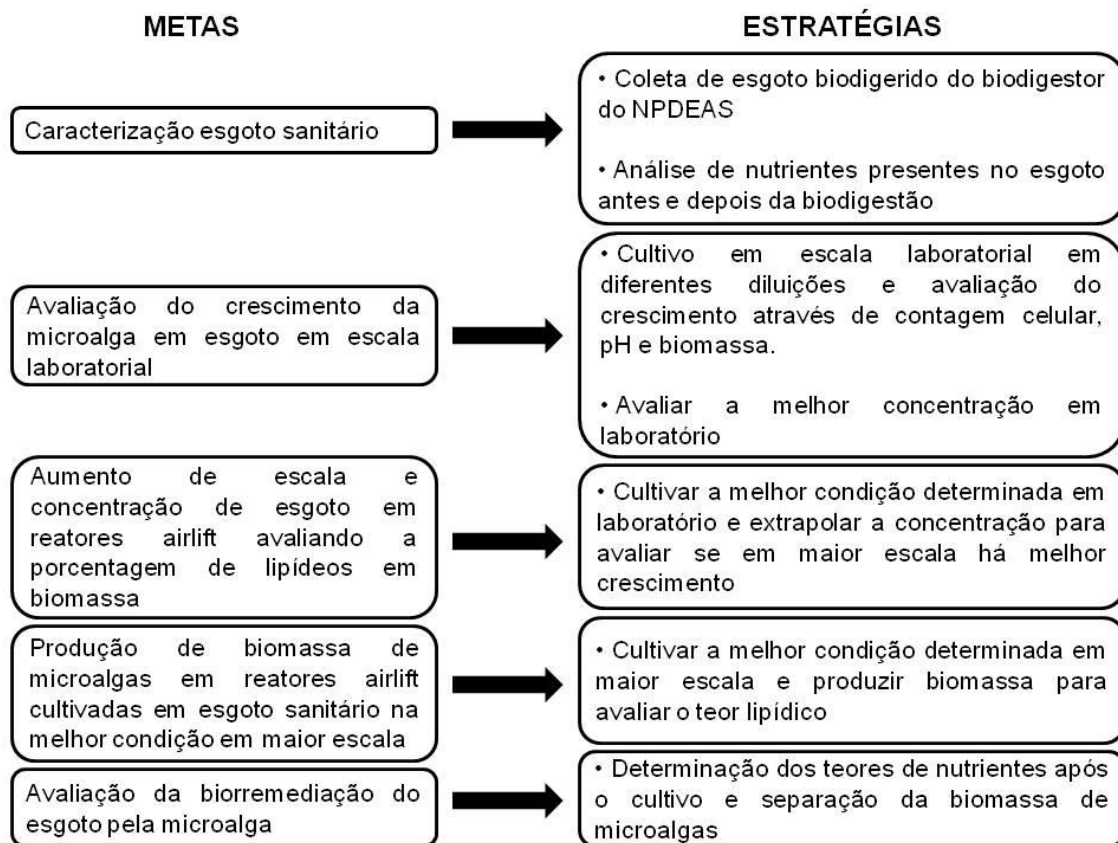 METAS
ESTRATÉGIAS
Caracterização esgoto sanitário
• Coleta de esgoto biodigerido do biodigestor
do NPDEAS
• Análise de nutrientes presentes no esgoto
antes e depois da biodigestão
Avaliação do crescimento da
microalga em esgoto em escala
laboratorial
• Cultivo em escala laboratorial em
diferentes diluições e avaliação do
crescimento através de contagem celular,
pH e biomassa.
• Avaliar a melhor concentração em
laboratório
Aumento de escala e
concentração de esgoto em
reatores airlift avaliando a
porcentagem de lipídeos em
biomassa
• Cultivar a melhor condição determinada em
laboratório e extrapolar a concentração para
avaliar se em maior escala há melhor
crescimento
Produção de biomassa de
microalgas em reatores airlift
cultivadas em esgoto sanitário na
melhor condição em maior escala
• Cultivar a melhor condição determinada em
maior escala e produzir biomassa para
avaliar o teor lipídico
Avaliação da biorremediação do
esgoto pela microalga
• Determinação dos teores de nutrientes após
o cultivo e separação da biomassa de
microalgas